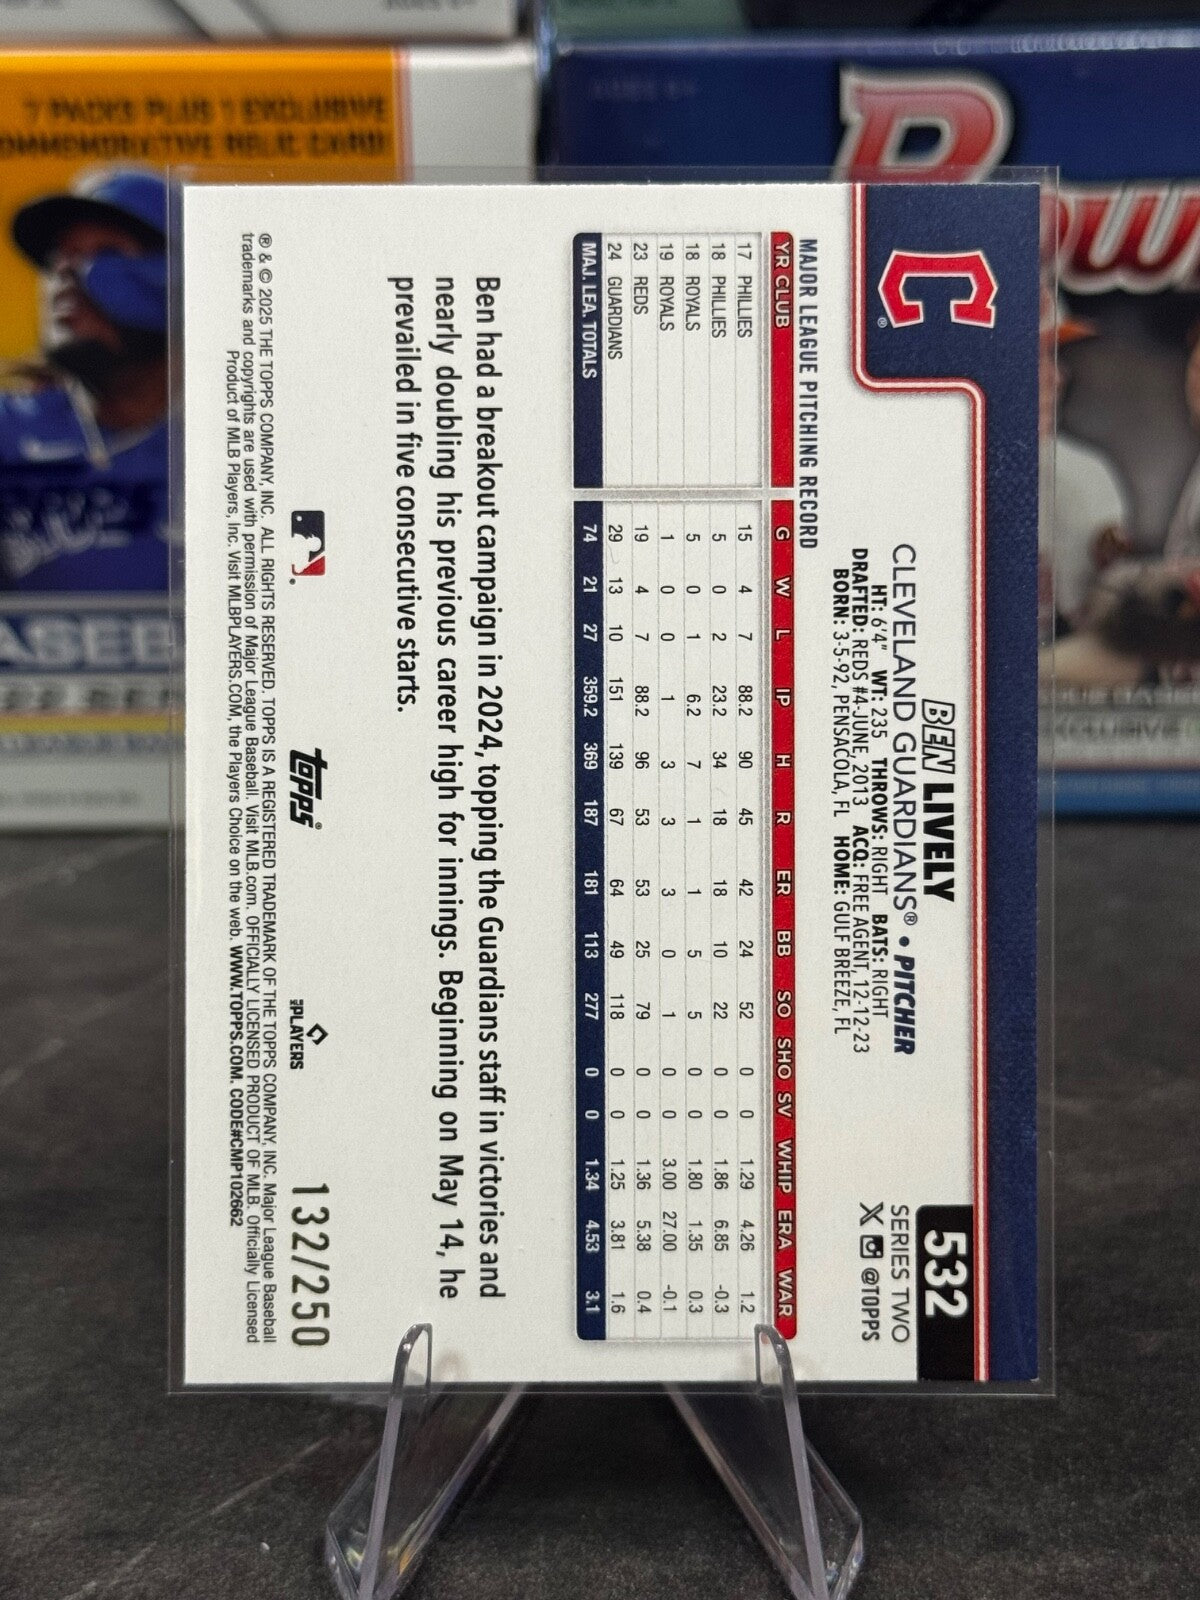 7 PACKS PLUS 1 EXCLUSIVE
COMMEMORATIVE RELIC CARD!
C®
BEN LIVELY
CLEVELAND GUARDIANS® • PITCHER
HT: 6'4" WT: 235 THROWS: RIGHT BATS: RIGHT
DRAFTED: REDS #4-JUNE, 2013 ACQ: FREE AGENT, 12-12-23
BORN: 3-5-92, PENSACOLA, FL HOME: GULF BREEZE, FL
532
SERIES TWO
X @TOPPS
MAJOR LEAGUE PITCHING RECORD
YR CLUB G W L IP H R ER BB SO SHO SV WHIP ERA WAR
17 PHILLIES 15 4 7 88.2 90 45 42 24 52 0 0 1.29 4.26 1.2
18 PHILLIES 5 0 2 23.2 34 18 18 10 22 0 0 1.86 6.85 -0.3
18 ROYALS 5 0 1 6.2 7 1 1 5 5 0 0 1.80 1.35 0.3
19 ROYALS 1 0 0 1 3 3 3 0 1 0 0 3.00 27.00 -0.1
23 REDS 19 4 7 88.2 96 53 53 25 79 0 0 1.36 5.38 0.4
24 GUARDIANS 29 13 10 151 139 67 64 49 118 0 0 1.25 3.81 1.6
MAJ. LEA. TOTALS 74 21 27 359.2 369 187 181 113 277 0 0 1.34 4.53 3.1
Ben had a breakout campaign in 2024, topping the Guardians staff in victories and
nearly doubling his previous career high for innings. Beginning on May 14, he
prevailed in five consecutive starts.
topps®
PLAYERS
132/250
® & © 2025 THE TOPPS COMPANY, INC. ALL RIGHTS RESERVED. TOPPS IS A REGISTERED TRADEMARK OF THE TOPPS COMPANY, INC. Major League Baseball
trademarks and copyrights are used with permission of Major League Baseball. Visit MLB.com. OFFICIALLY LICENSED PRODUCT OF MLB. Officially Licensed
Product of MLB Players, Inc. Visit MLBPLAYERS.COM, the Players Choice on the web. WWW.TOPPS.COM. CODE#CMP102662